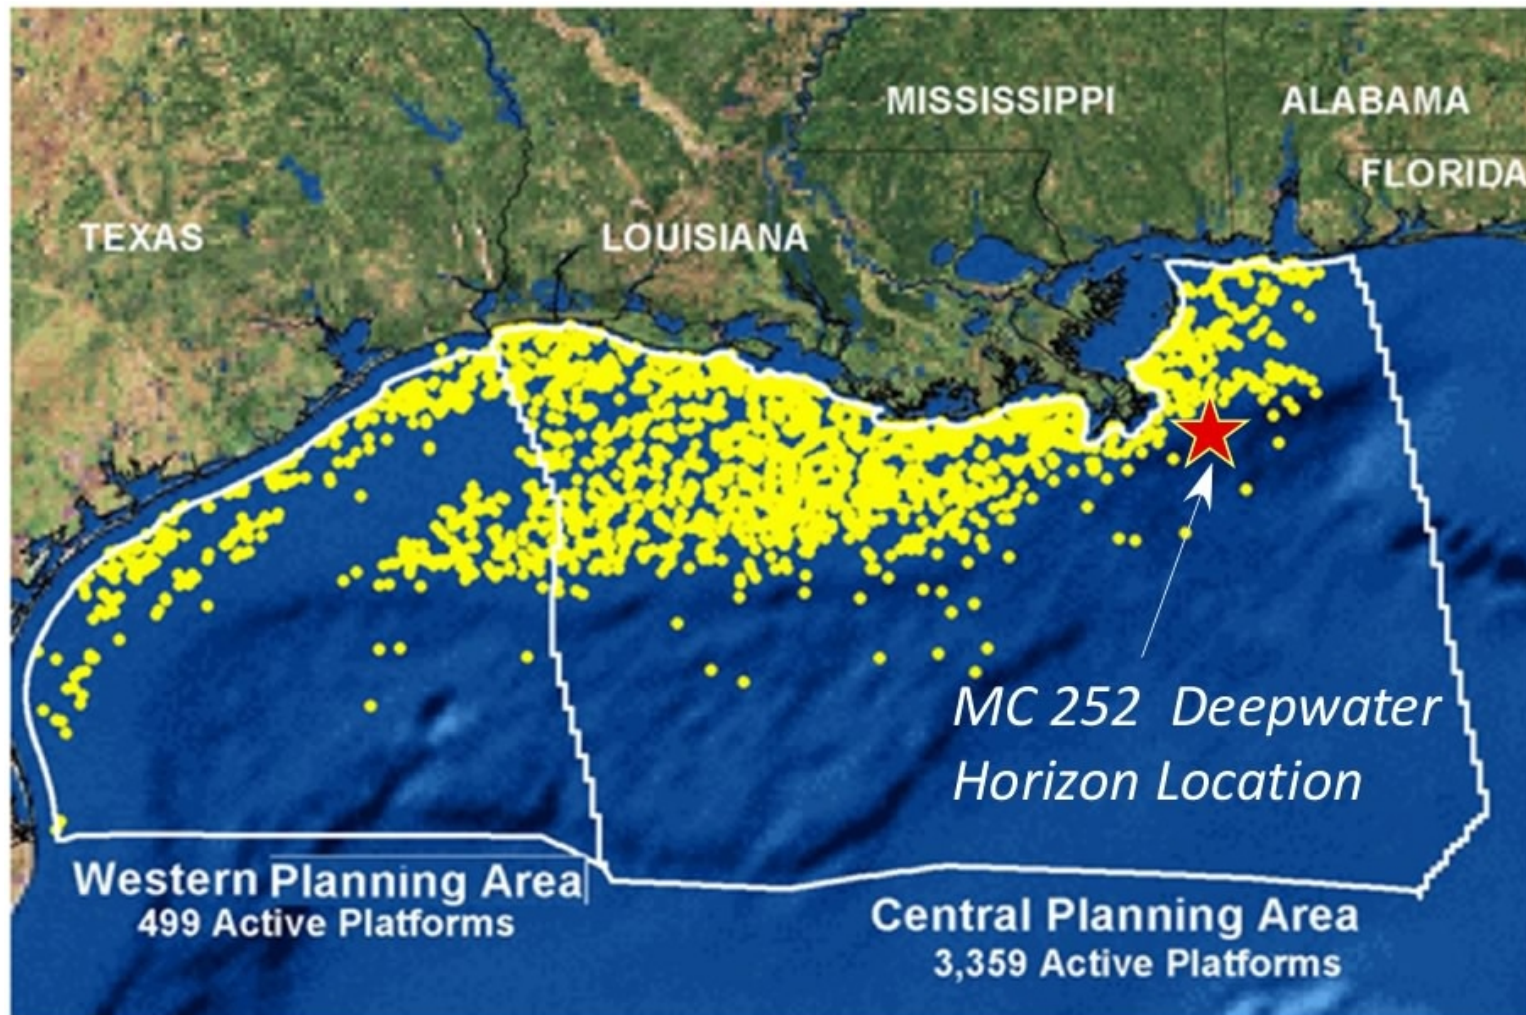 MISSISSIPPI
ALABAMA
FLORIDA
TEXAS
LOUISIANA
MC 252 Deepwater
Horizon Location
Western Planning Area
499 Active Platforms
Central Planning Area
3,359 Active Platforms